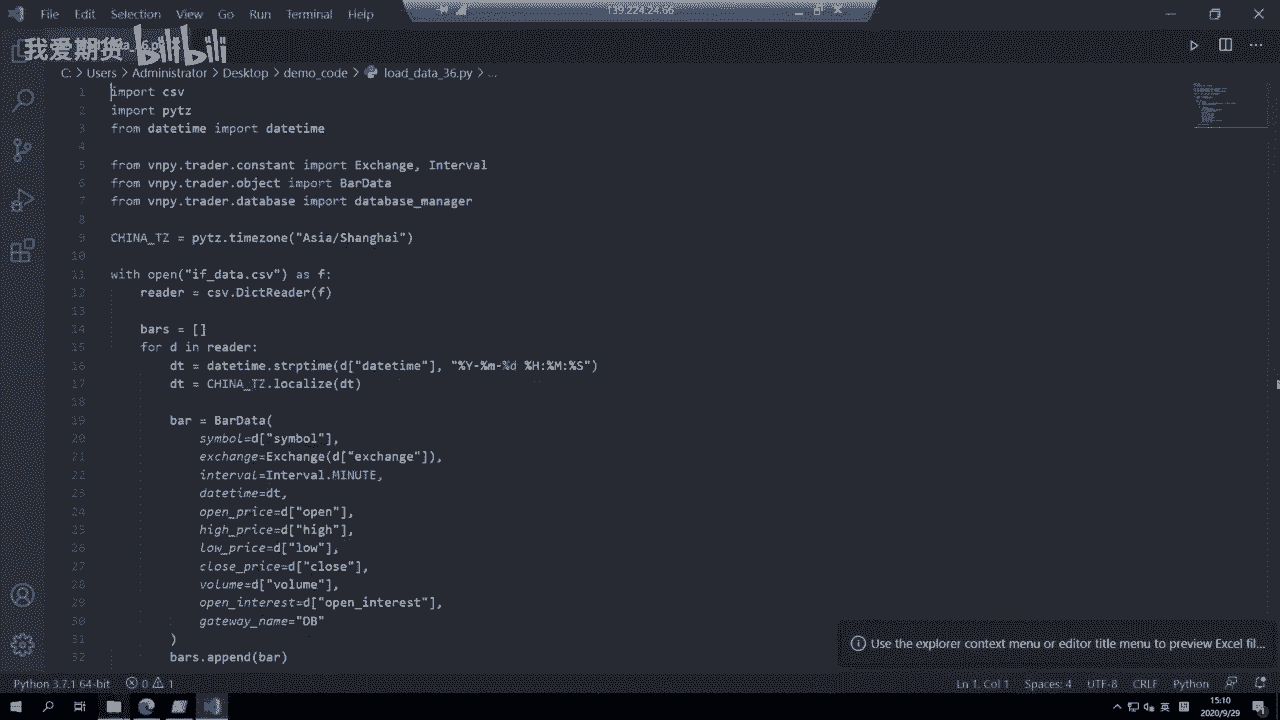 File Edit Selection View Go Run Terminal Help
139.224.24.66
我爱期货 bilibili
C: > Users > Administrator > Desktop > demo_code > load_data_36.py > ...
1 import csv
2 import pytz
3 from datetime import datetime
4
5 from vnpy.trader.constant import Exchange, Interval
6 from vnpy.trader.object import BarData
7 from vnpy.trader.database import database_manager
8
9 CHINA_TZ = pytz.timezone("Asia/Shanghai")
10
11 with open("if_data.csv") as f:
12 reader = csv.DictReader(f)
13
14 bars = []
15 for d in reader:
16 dt = datetime.strptime(d["datetime"], "%Y-%m-%d %H:%M:%S")
17 dt = CHINA_TZ.localize(dt)
18
19 bar = BarData(
20 symbol=d["symbol"],
21 exchange=Exchange(d["exchange"]),
22 interval=Interval.MINUTE,
23 datetime=dt,
24 open_price=d["open"],
25 high_price=d["high"],
26 low_price=d["low"],
27 close_price=d["close"],
28 volume=d["volume"],
29 open_interest=d["open_interest"],
30 gateway_name="DB"
31 )
32 bars.append(bar)
Use the explorer context menu or editor title menu to preview Excel fil...
Python 3.7.1 64-bit 0 1 Ln 1, Col 1 Spaces: 4 UTF-8 CRLF Python
英 15:10
2020/9/29